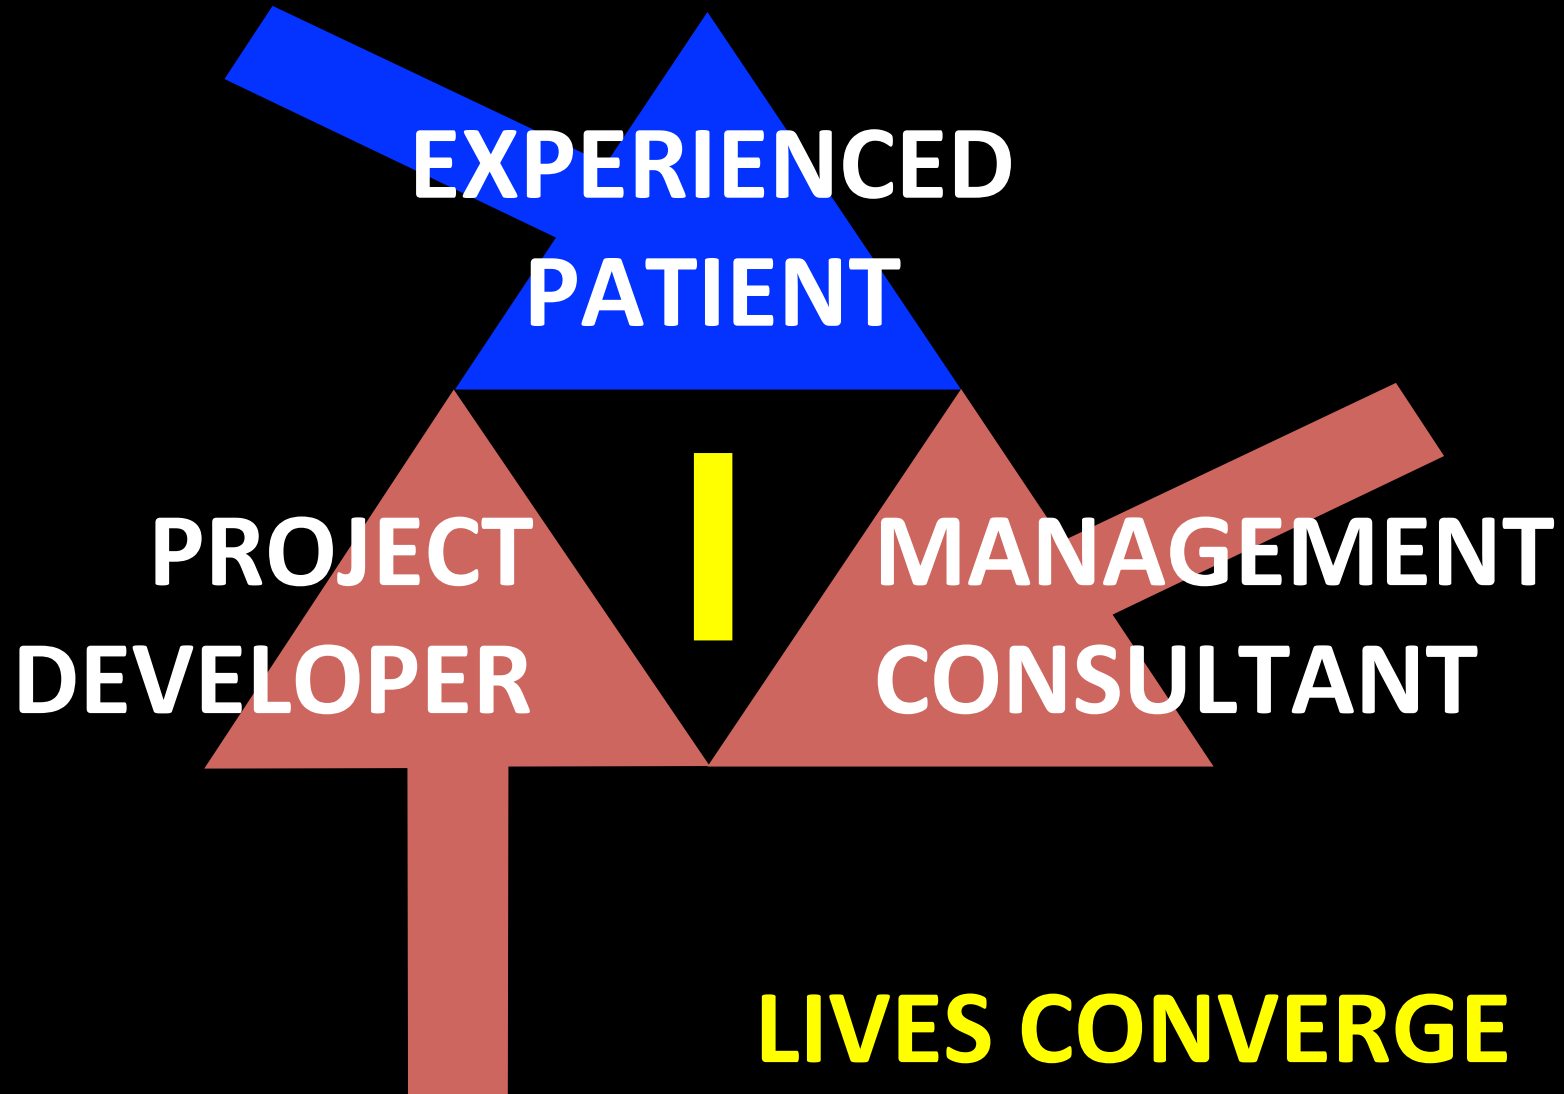 EXPERIENCED
PATIENT
I
PROJECT
DEVELOPER
MANAGEMENT
CONSULTANT
LIVES CONVERGE